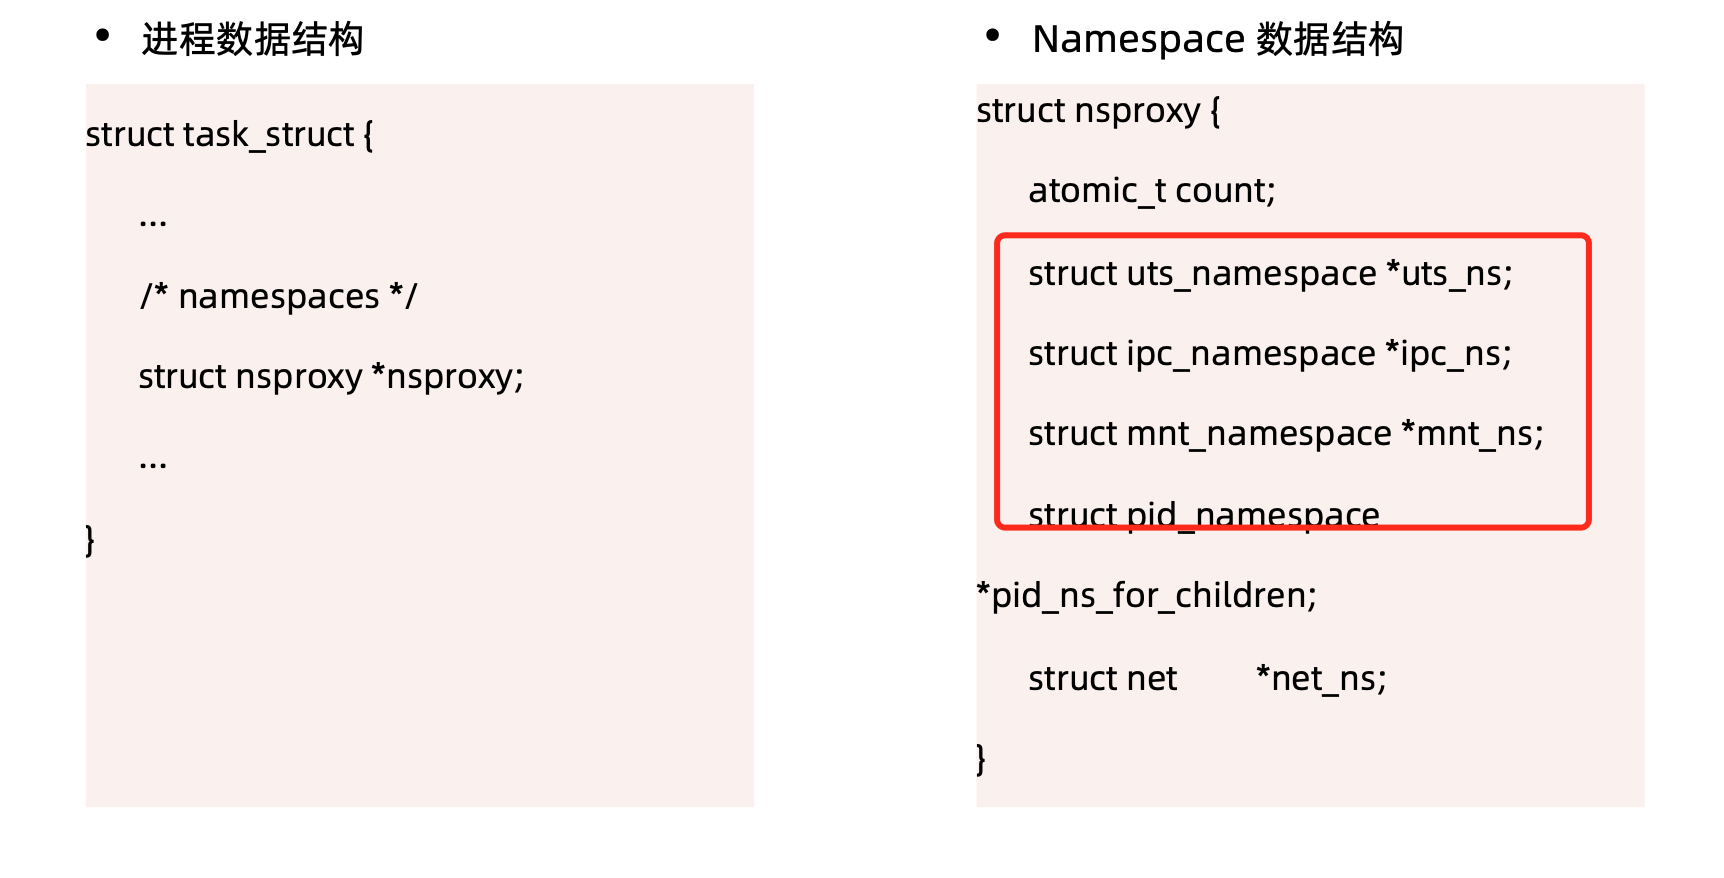 • 进程数据结构
struct task_struct {
...
/* namespaces */
struct nsproxy *nsproxy;
...
}
• Namespace 数据结构
struct nsproxy {
atomic_t count;
struct uts_namespace *uts_ns;
struct ipc_namespace *ipc_ns;
struct mnt_namespace *mnt_ns;
struct pid_namespace
*pid_ns_for_children;
struct net *net_ns;
}